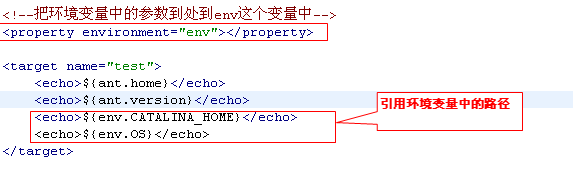 <!--把环境变量中的参数到处到env这个变量中-->
<property environment="env"></property>
<target name="test">
<echo>${ant.home}</echo>
<echo>${ant.version}</echo>
<echo>${env.CATALINA_HOME}</echo>
<echo>${env.OS}</echo>
</target>
引用环境变量中的路径